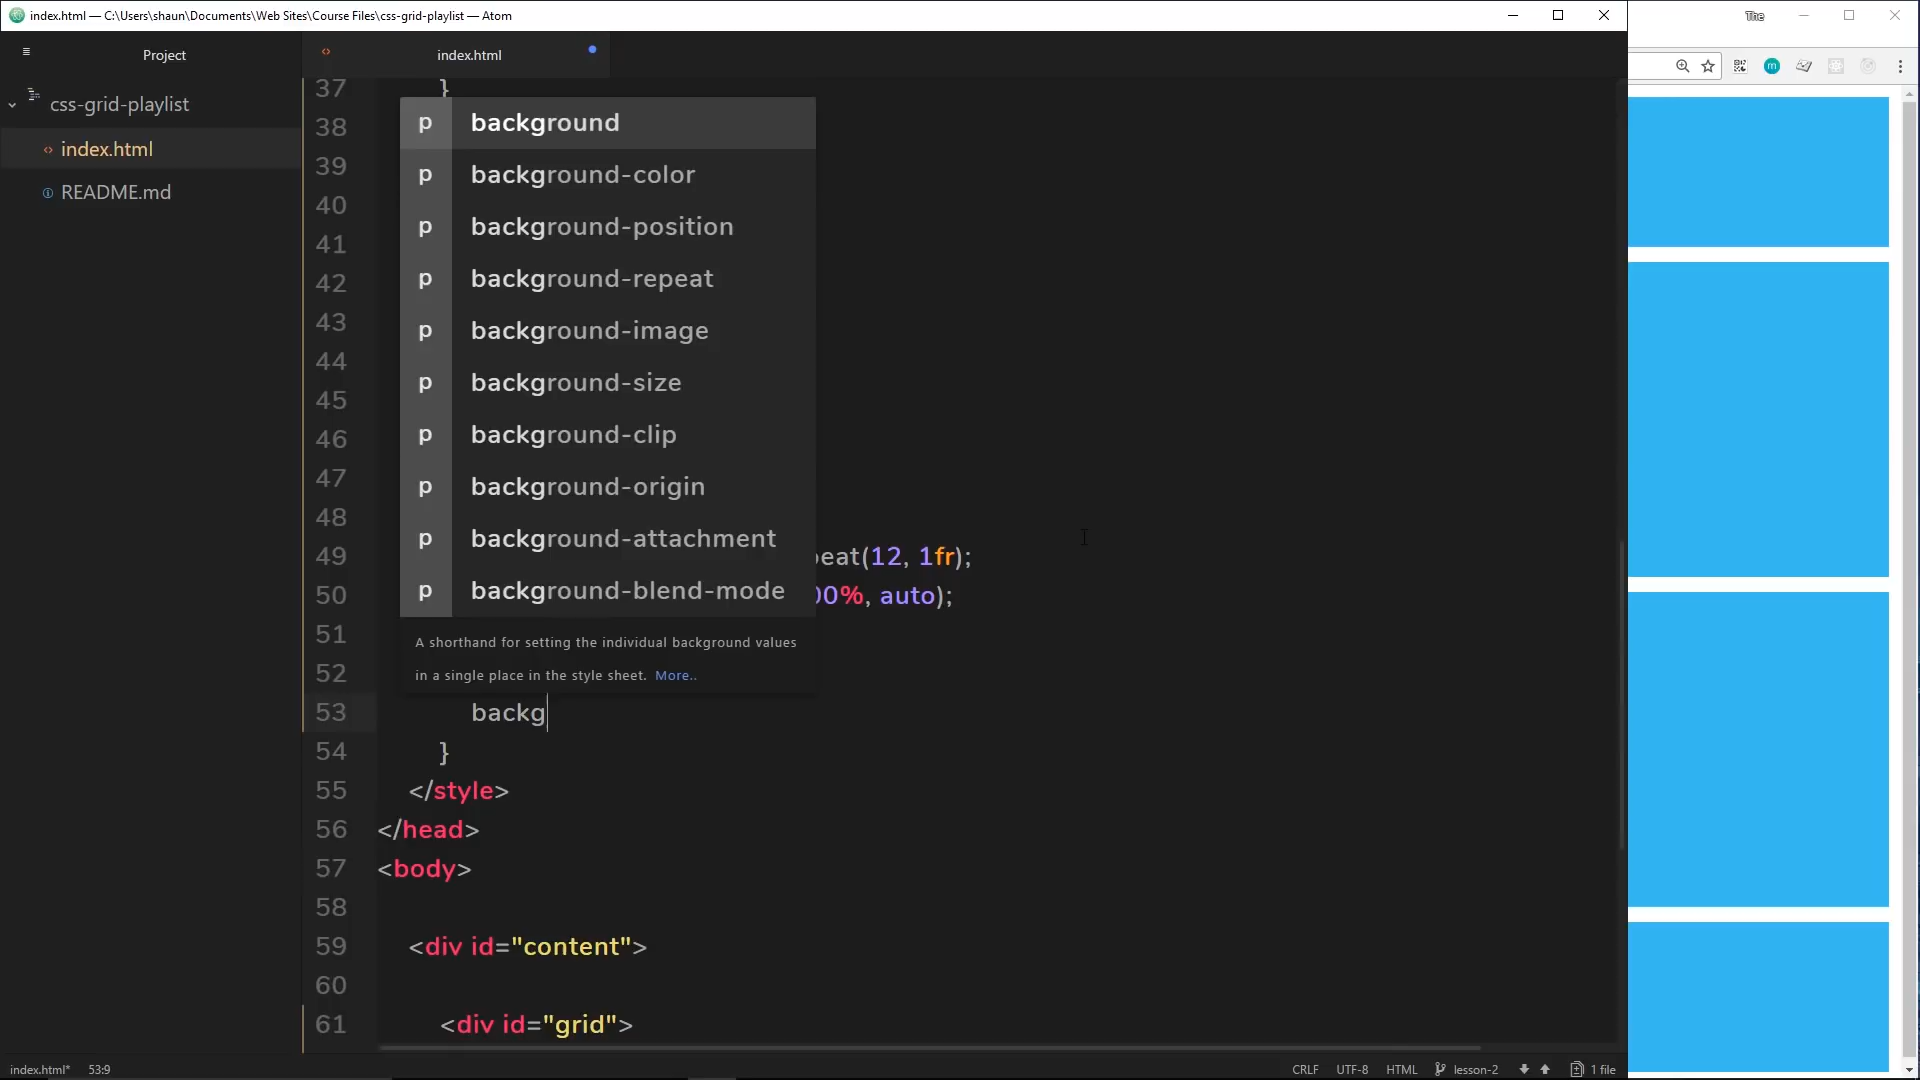 index.html — C:\Users\shaun\Documents\Web Sites\Course Files\css-grid-playlist — Atom
The
Project
index.html
css-grid-playlist
index.html
README.md
37 }
38
39
40
41
42
43
44
45
46
47
48
p background
p background-color
p background-position
p background-repeat
p background-image
p background-size
p background-clip
p background-origin
p background-attachment
p background-blend-mode
A shorthand for setting the individual background values
in a single place in the style sheet. More..
49 peat(12, 1fr);
50 00%, auto);
51
52
53 backg
54 }
55 </style>
56 </head>
57 <body>
58
59 <div id="content">
60
61 <div id="grid">
index.html* 53:9 CRLF UTF-8 HTML lesson-2 1 file